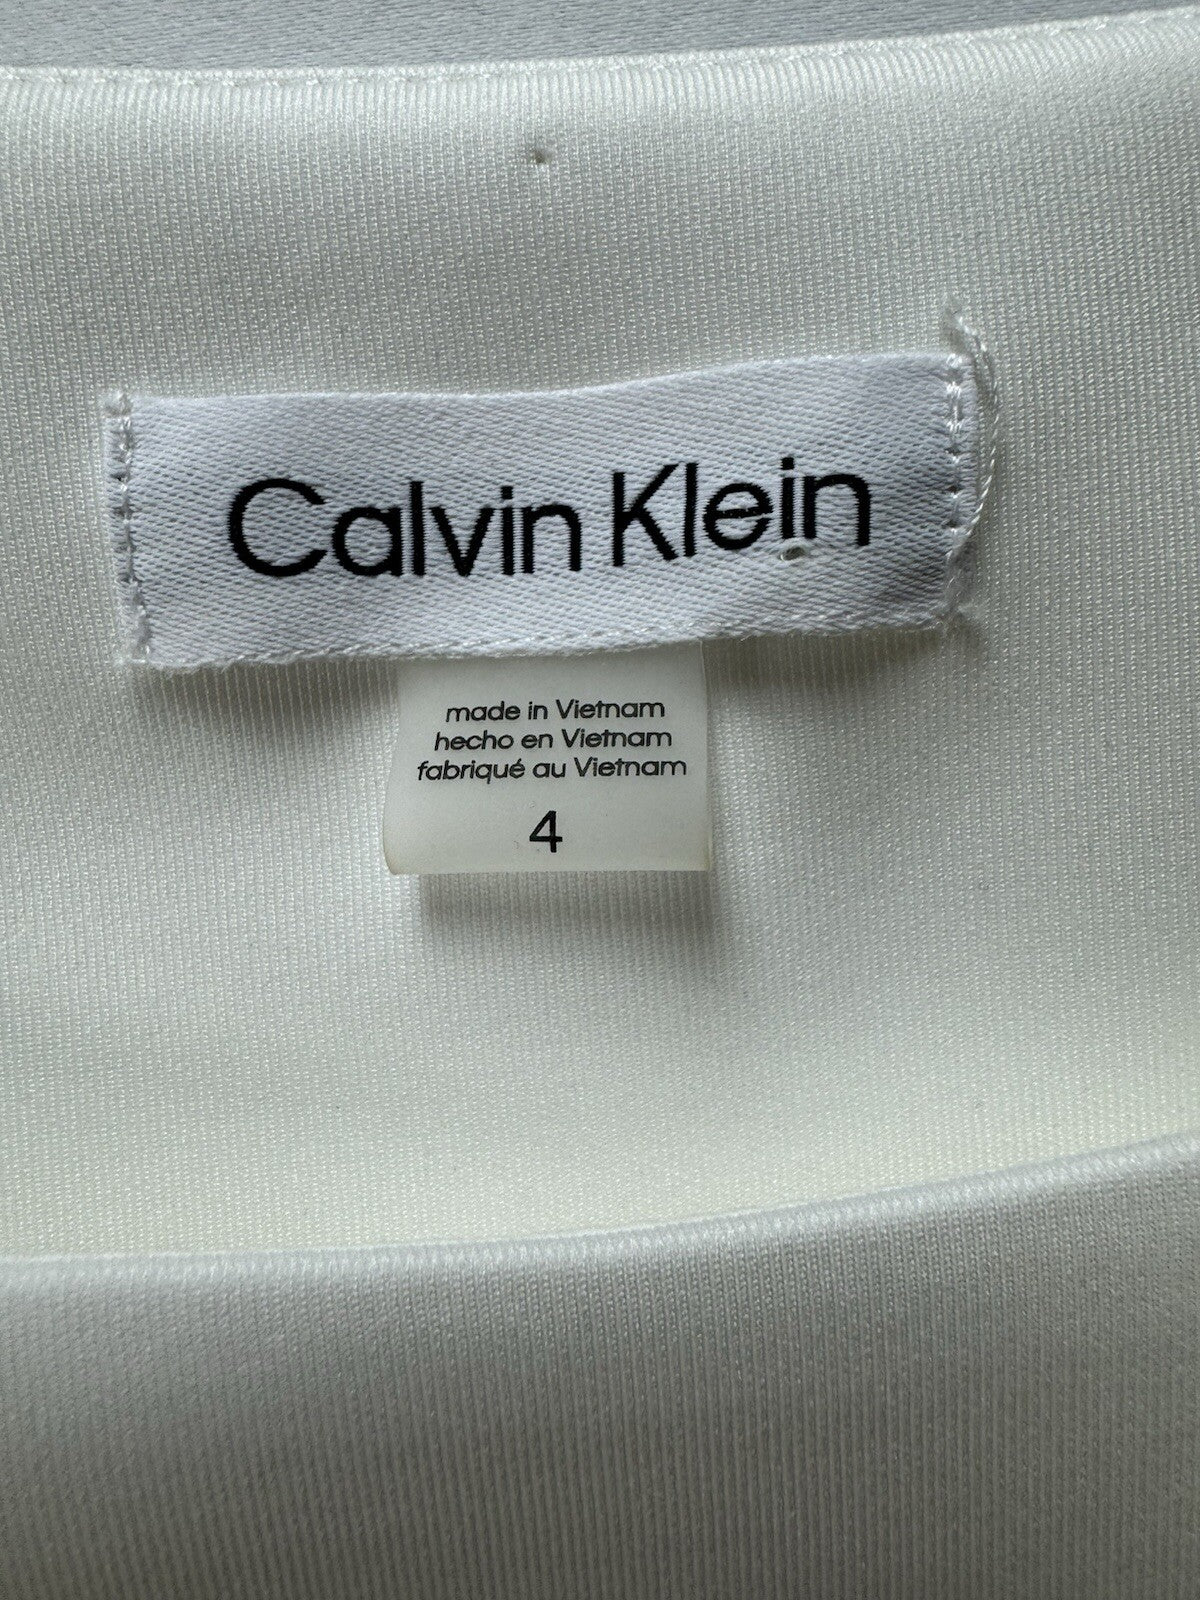 Calvin Klein
made in Vietnam
hecho en Vietnam
fabriqué au Vietnam
4